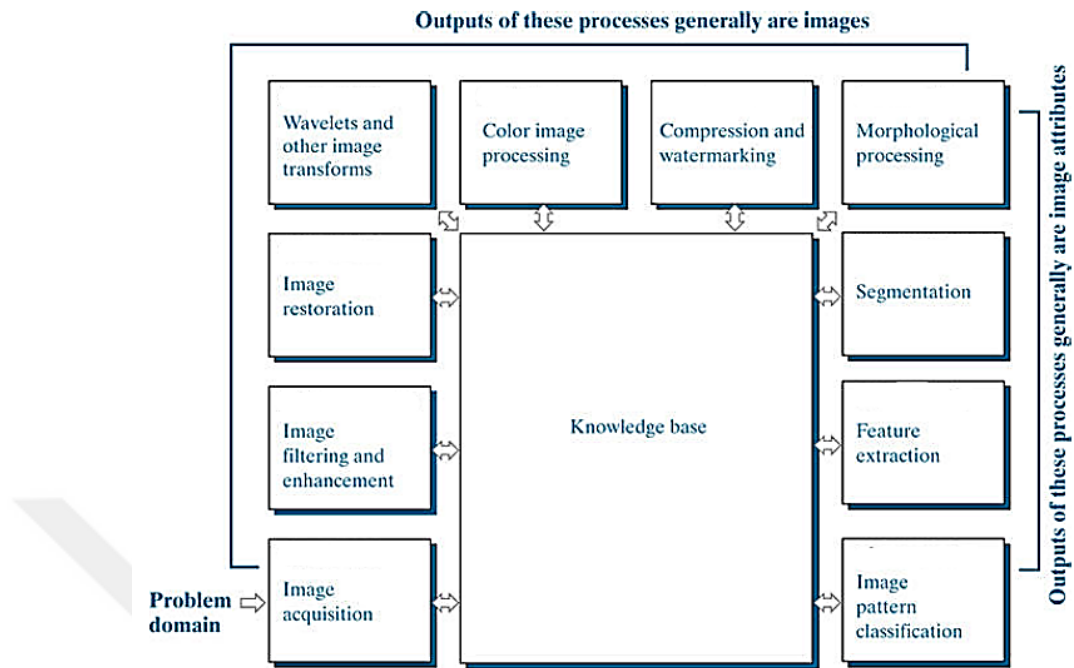 Outputs of these processes generally are images
Wavelets and
other image
transforms
Color image
processing
Compression and
watermarking
Morphological
processing
Outputs of these processes generally are image attributes
Image
restoration
Segmentation
Image
filtering and
enhancement
Knowledge base
Feature
extraction
Problem
domain
Image
acquisition
Image
pattern
classification